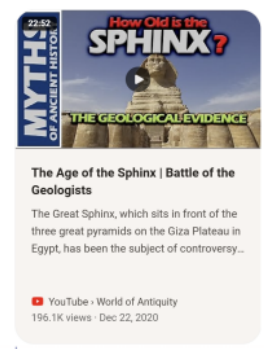 22:52
MYTHS
OF ANCIENT HISTORY
How Old is the
SPHINX?
THE GEOLOGICAL EVIDENCE
The Age of the Sphinx | Battle of the
Geologists
The Great Sphinx, which sits in front of the
three great pyramids on the Giza Plateau in
Egypt, has been the subject of controversy...
YouTube › World of Antiquity
196.1K views · Dec 22, 2020